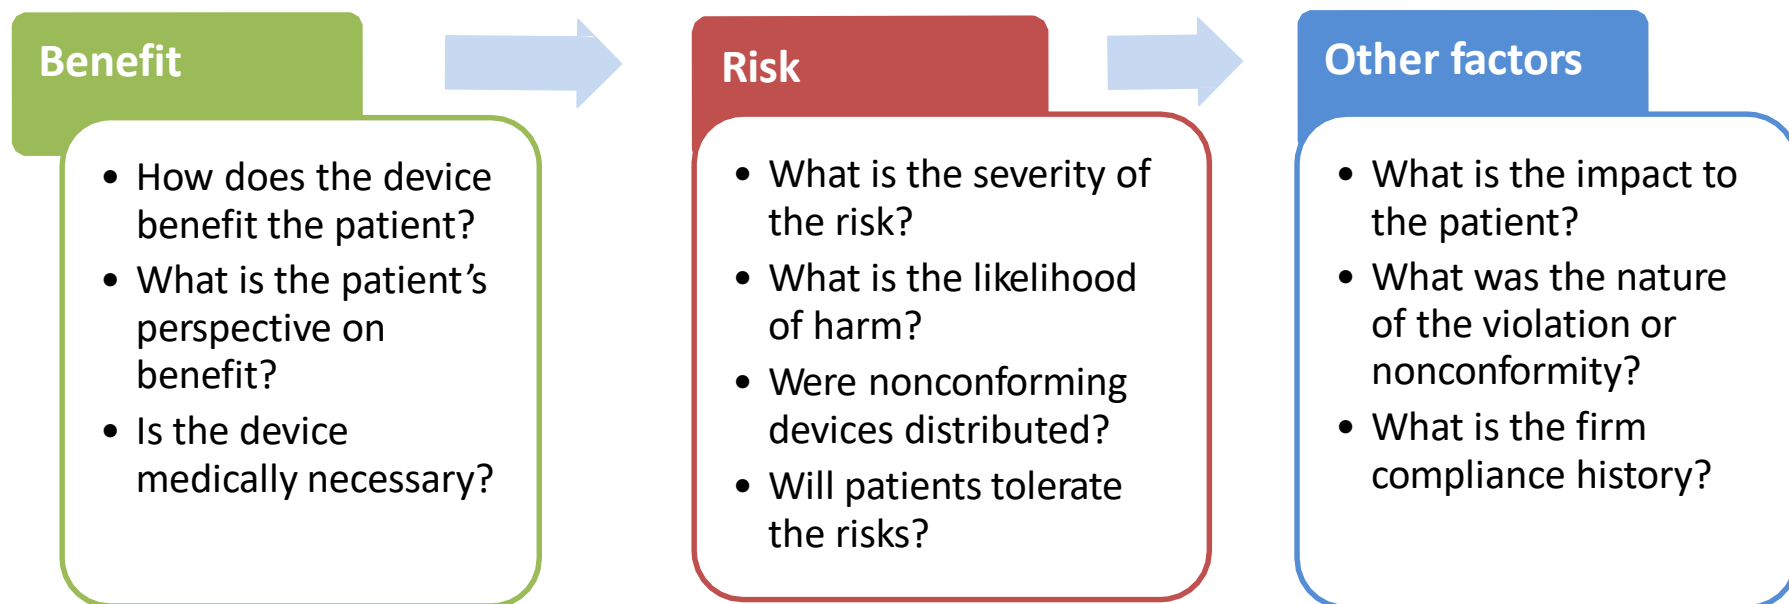 Benefit
• How does the device
benefit the patient?
• What is the patient’s
perspective on
benefit?
• Is the device
medically necessary?
Risk
• What is the severity of
the risk?
• What is the likelihood
of harm?
• Were nonconforming
devices distributed?
• Will patients tolerate
the risks?
Other factors
• What is the impact to
the patient?
• What was the nature
of the violation or
nonconformity?
• What is the firm
compliance history?